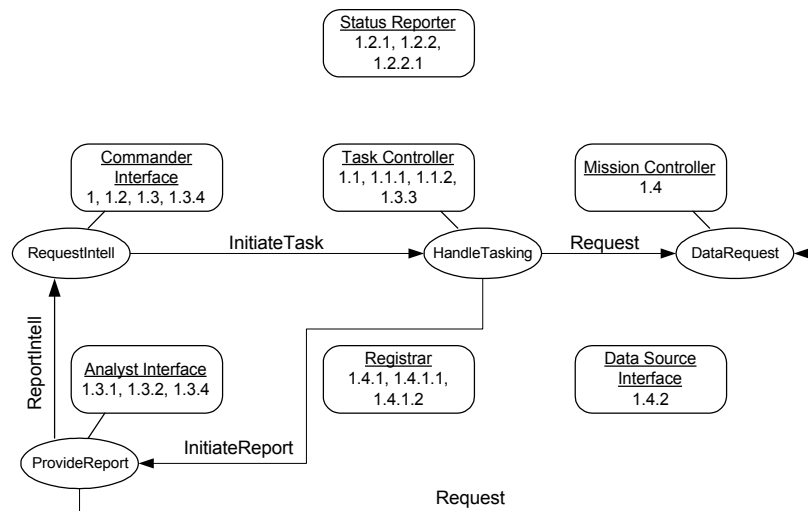 Status Reporter
1.2.1, 1.2.2,
1.2.2.1
Commander
Interface
1, 1.2, 1.3, 1.3.4
Task Controller
1.1, 1.1.1, 1.1.2,
1.3.3
Mission Controller
1.4
RequestIntell
InitiateTask
HandleTasking
Request
DataRequest
ReportIntell
Analyst Interface
1.3.1, 1.3.2, 1.3.4
Registrar
1.4.1, 1.4.1.1,
1.4.1.2
Data Source
Interface
1.4.2
InitiateReport
ProvideReport
Request